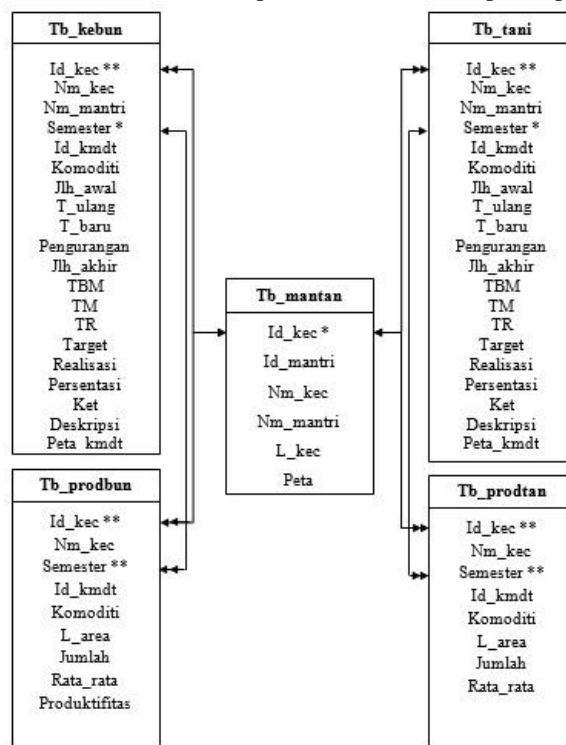 Tb_kebun
Id_kec **
Nm_kec
Nm_mantri
Semester *
Id_kmdt
Komoditi
Jlh_awal
T_ulang
T_baru
Pengurangan
Jlh_akhir
TBM
TM
TR
Target
Realisasi
Persentasi
Ket
Deskripsi
Peta_kmdt
Tb_prodbun
Id_kec **
Nm_kec
Semester **
Id_kmdt
Komoditi
L_area
Jumlah
Rata_rata
Produktifitas
Tb_mantan
Id_kec *
Id_mantri
Nm_kec
Nm_mantri
L_kec
Peta
Tb_tani
Id_kec **
Nm_kec
Nm_mantri
Semester *
Id_kmdt
Komoditi
Jlh_awal
T_ulang
T_baru
Pengurangan
Jlh_akhir
TBM
TM
TR
Target
Realisasi
Persentasi
Ket
Deskripsi
Peta_kmdt
Tb_prodtan
Id_kec **
Nm_kec
Semester **
Id_kmdt
Komoditi
L_area
Jumlah
Rata_rata